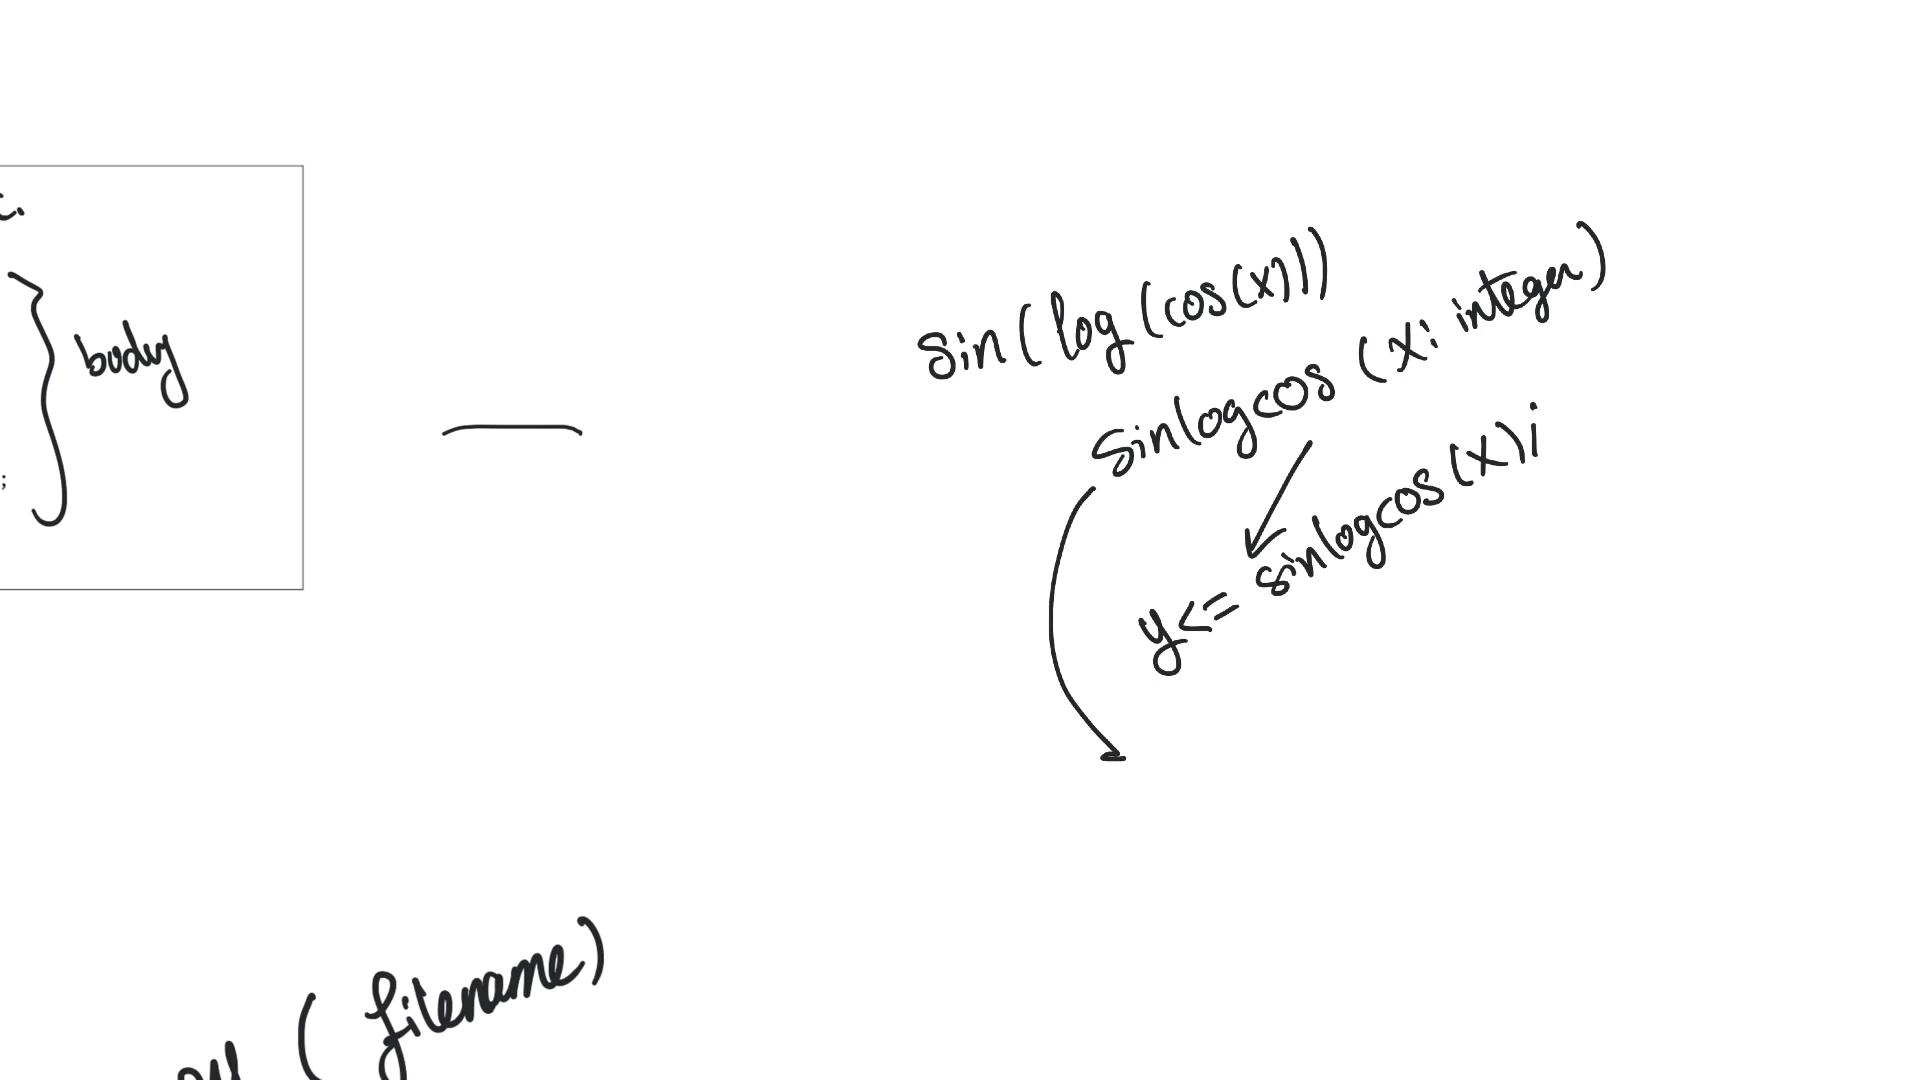 c.
body
;
sin(log(cos(x)))
sinlogcos (x: integer)
y<= sinlogcos(x);
(filename)